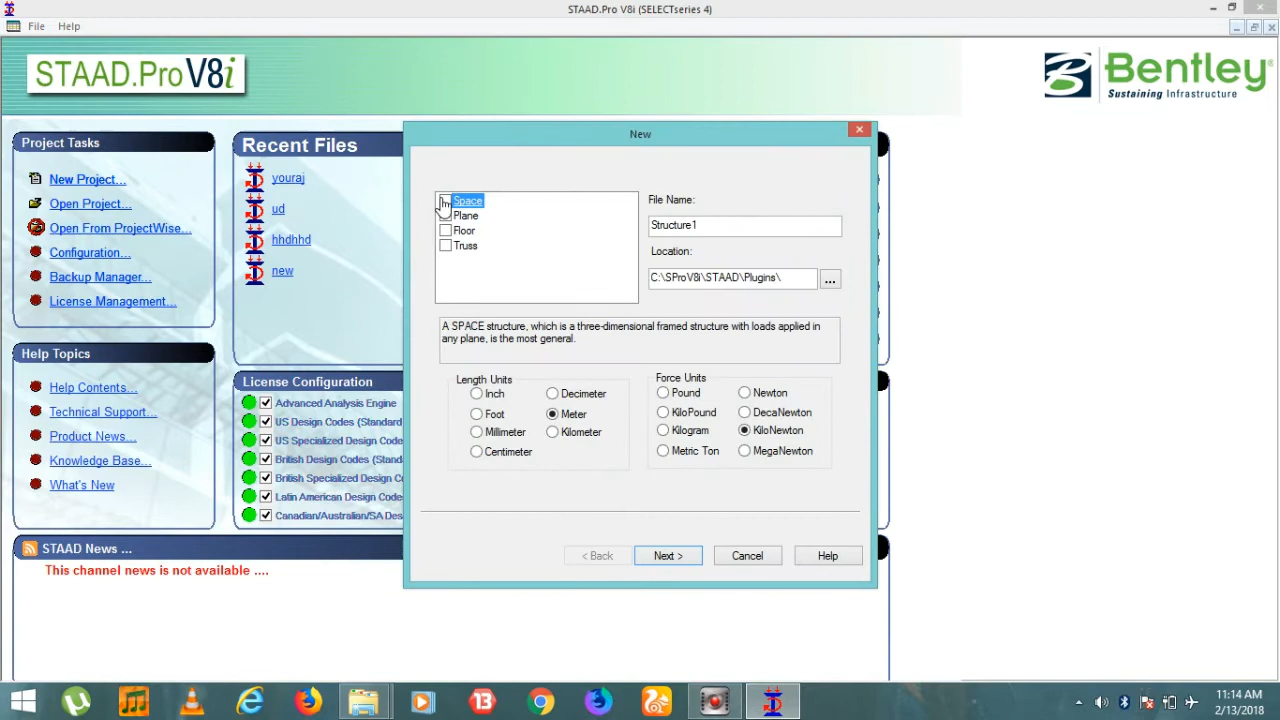 STAAD.Pro V8i (SELECTseries 4)
File Help
STAAD.Pro V8i
Bentley®
Sustaining Infrastructure
Project Tasks
New Project...
Open Project...
Open From ProjectWise...
Configuration...
Backup Manager...
License Management...
Help Topics
Help Contents...
Technical Support...
Product News...
Knowledge Base...
What's New
Recent Files
youraj
ud
hhdhhd
new
License Configuration
Advanced Analysis Engine
US Design Codes (Standard
US Specialized Design Code
British Design Codes (Stand
British Specialized Design C
Latin American Design Code
Canadian/Australian/SA Des
STAAD News ...
This channel news is not available ....
New
Space
Plane
Floor
Truss
File Name:
Structure1
Location:
C:\SProV8i\STAAD\Plugins\
...
A SPACE structure, which is a three-dimensional framed structure with loads applied in
any plane, is the most general.
Length Units
Inch Decimeter
Foot Meter
Millimeter Kilometer
Centimeter
Force Units
Pound Newton
KiloPound DecaNewton
Kilogram KiloNewton
Metric Ton MegaNewton
< Back Next > Cancel Help
13
11:14 AM
2/13/2018